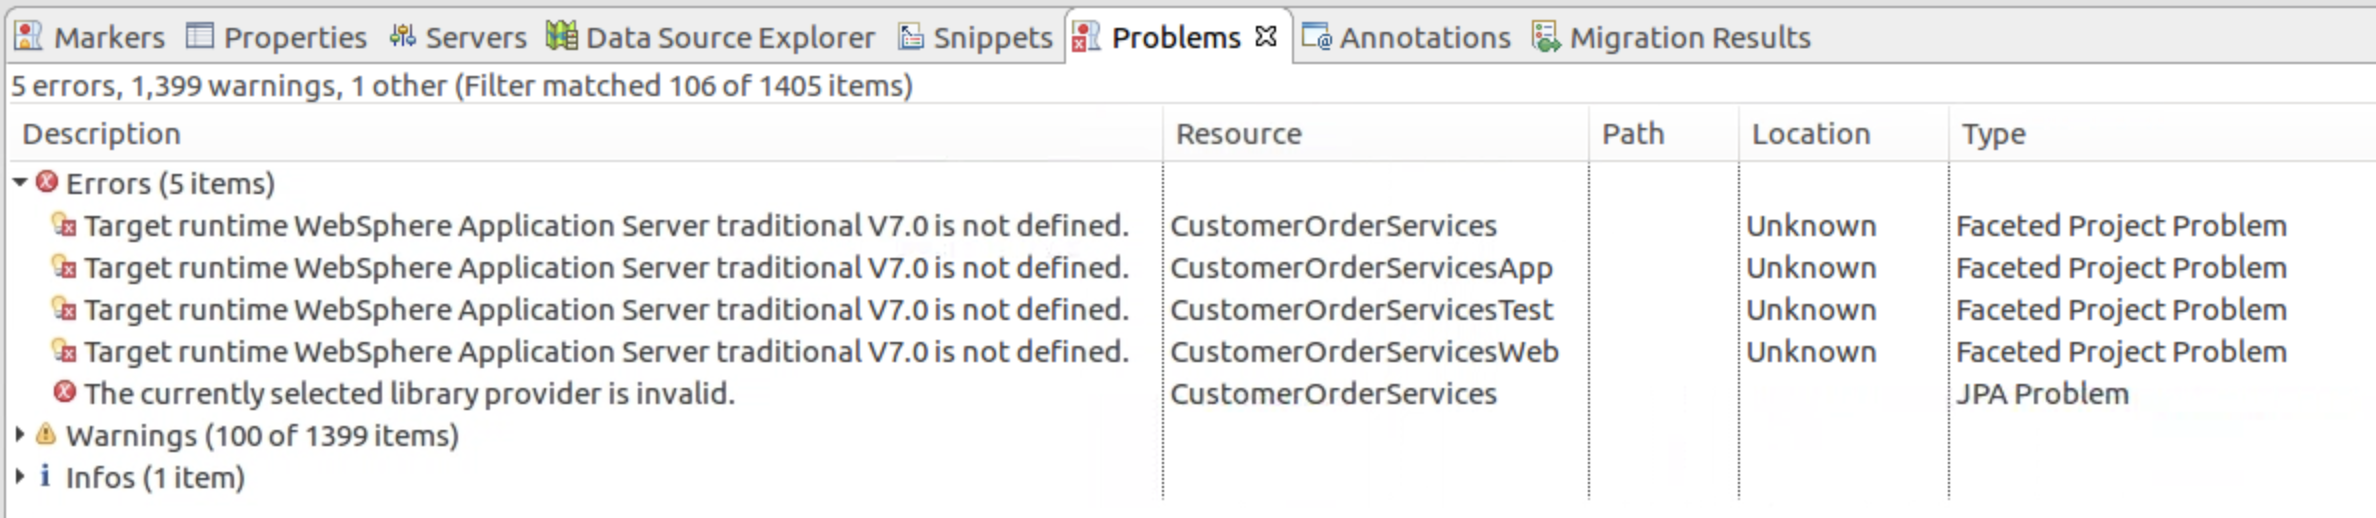 Markers Properties Servers Data Source Explorer Snippets Problems Annotations Migration Results
5 errors, 1,399 warnings, 1 other (Filter matched 106 of 1405 items)
Description Resource Path Location Type
Errors (5 items)
Target runtime WebSphere Application Server traditional V7.0 is not defined. CustomerOrderServices Unknown Faceted Project Problem
Target runtime WebSphere Application Server traditional V7.0 is not defined. CustomerOrderServicesApp Unknown Faceted Project Problem
Target runtime WebSphere Application Server traditional V7.0 is not defined. CustomerOrderServicesTest Unknown Faceted Project Problem
Target runtime WebSphere Application Server traditional V7.0 is not defined. CustomerOrderServicesWeb Unknown Faceted Project Problem
The currently selected library provider is invalid. CustomerOrderServices JPA Problem
Warnings (100 of 1399 items)
Infos (1 item)